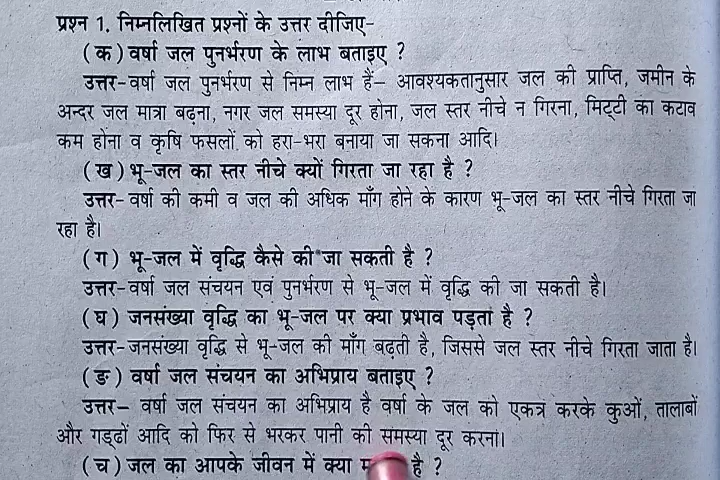 प्रश्न 1. निम्नलिखित प्रश्नों के उत्तर दीजिए-
(क) वर्षा जल पुनर्भरण के लाभ बताइए ?
उत्तर-वर्षा जल पुनर्भरण से निम्न लाभ हैं- आवश्यकतानुसार जल की प्राप्ति, जमीन के
अन्दर जल मात्रा बढ़ना, नगर जल समस्या दूर होना, जल स्तर नीचे न गिरना, मिट्टी का कटाव
कम होना व कृषि फसलों को हरा-भरा बनाया जा सकना आदि।
(ख) भू-जल का स्तर नीचे क्यों गिरता जा रहा है ?
उत्तर- वर्षा की कमी व जल की अधिक माँग होने के कारण भू-जल का स्तर नीचे गिरता जा
रहा है।
(ग) भू-जल में वृद्धि कैसे की जा सकती है ?
उत्तर-वर्षा जल संचयन एवं पुनर्भरण से भू-जल में वृद्धि की जा सकती है।
(घ) जनसंख्या वृद्धि का भू-जल पर क्या प्रभाव पड़ता है ?
उत्तर-जनसंख्या वृद्धि से भू-जल की माँग बढ़ती है, जिससे जल स्तर नीचे गिरता जाता है।
(ङ) वर्षा जल संचयन का अभिप्राय बताइए ?
उत्तर- वर्षा जल संचयन का अभिप्राय है वर्षा के जल को एकत्र करके कुओं, तालाबों
और गड्ढों आदि को फिर से भरकर पानी की समस्या दूर करना।
(च) जल का आपके जीवन में क्या है ?